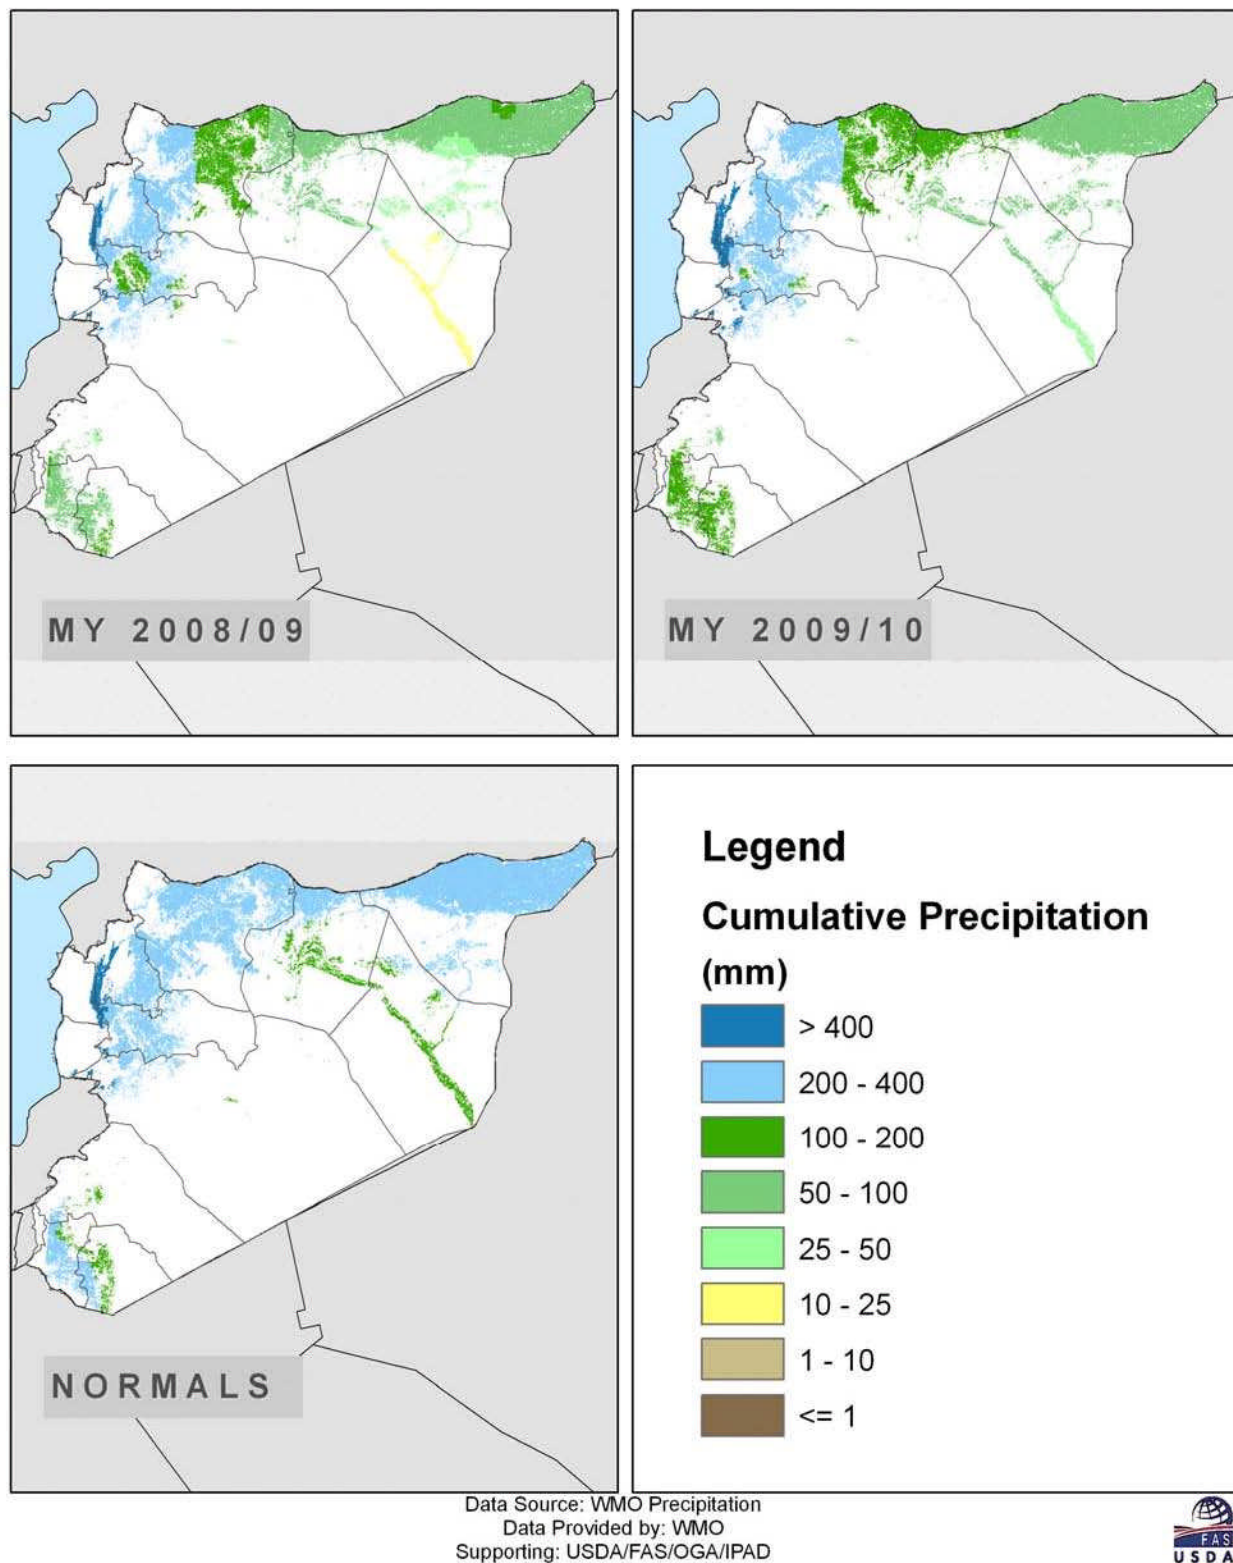 MY 2008/09
MY 2009/10
NORMALS
Legend
Cumulative Precipitation
(mm)
> 400
200 - 400
100 - 200
50 - 100
25 - 50
10 - 25
1 - 10
<= 1
Data Source: WMO Precipitation
Data Provided by: WMO
Supporting: USDA/FAS/OGA/IPAD
FAS
USDA